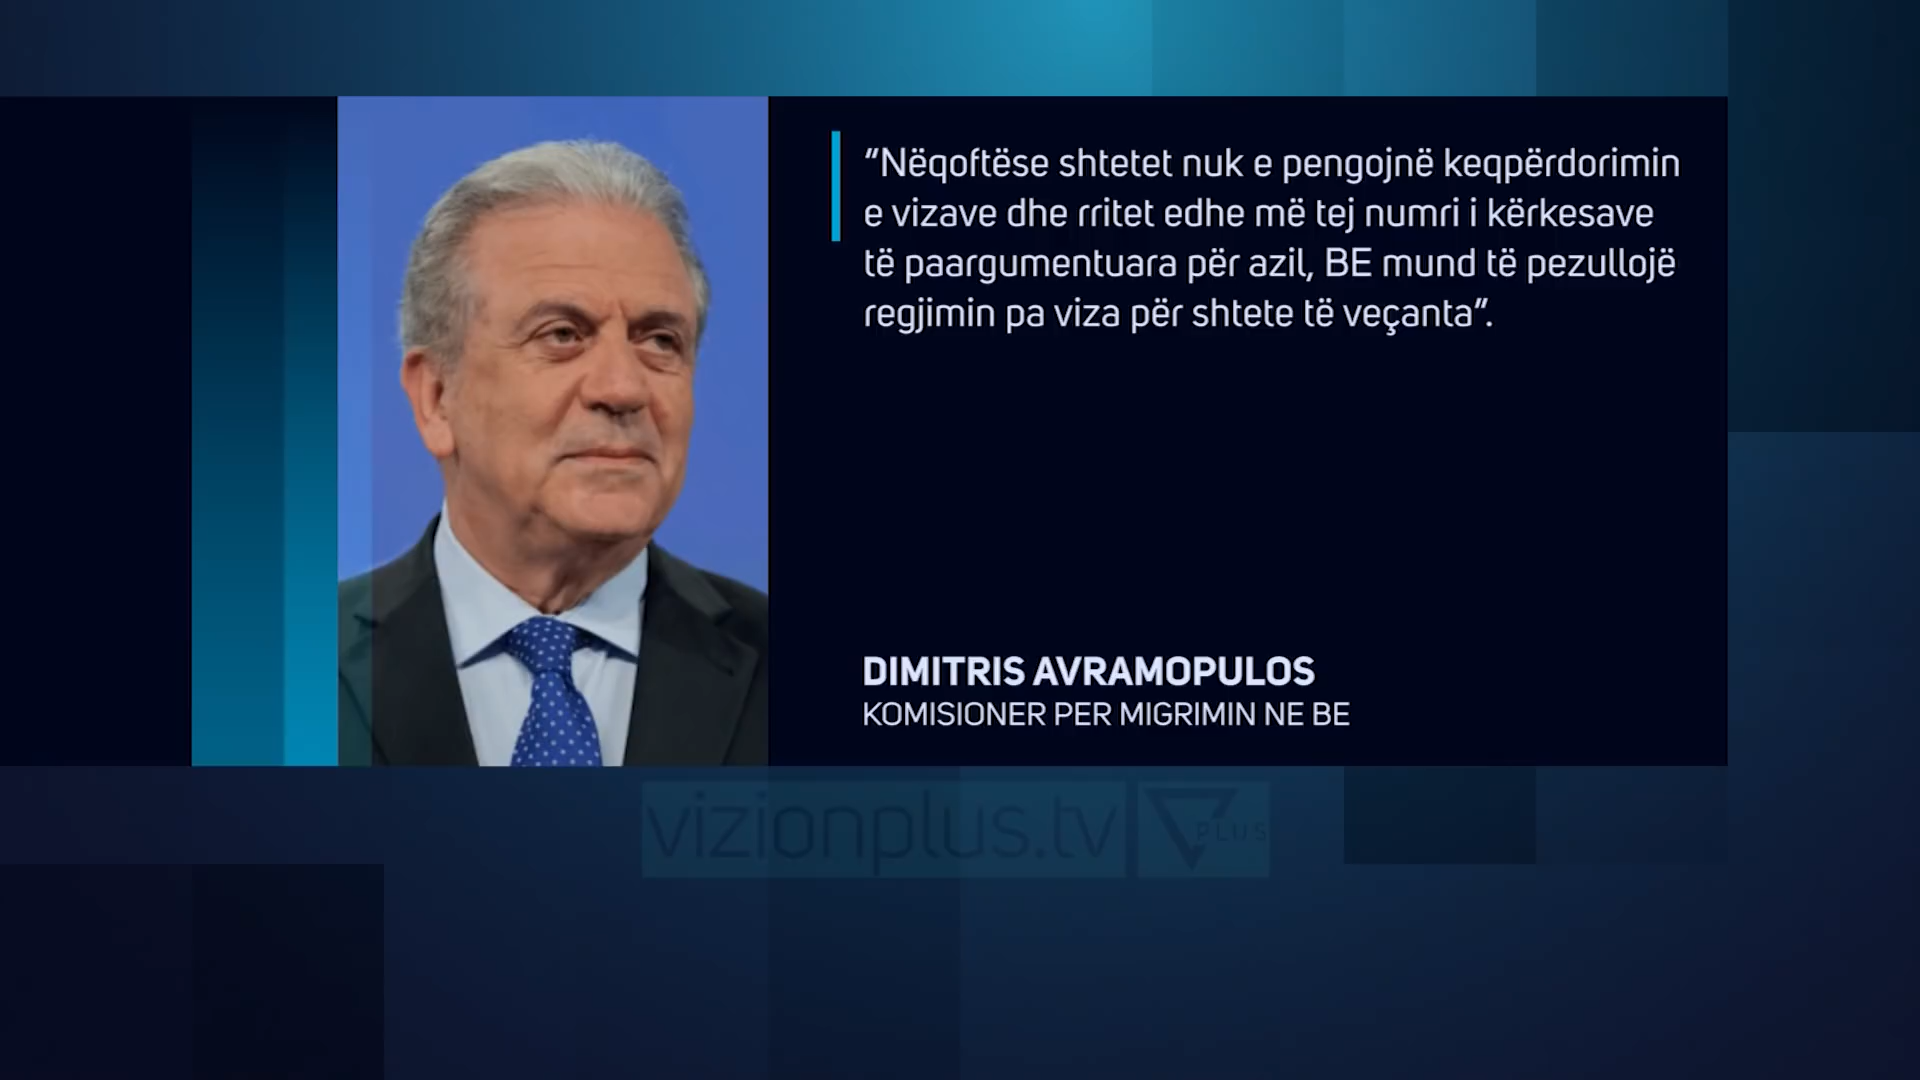 “Nëqoftëse shtetet nuk e pengojnë keqpërdorimin
e vizave dhe rritet edhe më tej numri i kërkesave
të paargumentuara për azil, BE mund të pezullojë
regjimin pa viza për shtete të veçanta”.
DIMITRIS AVRAMOPULOS
KOMISIONER PER MIGRIMIN NE BE
vizionplus.tv
PLUS